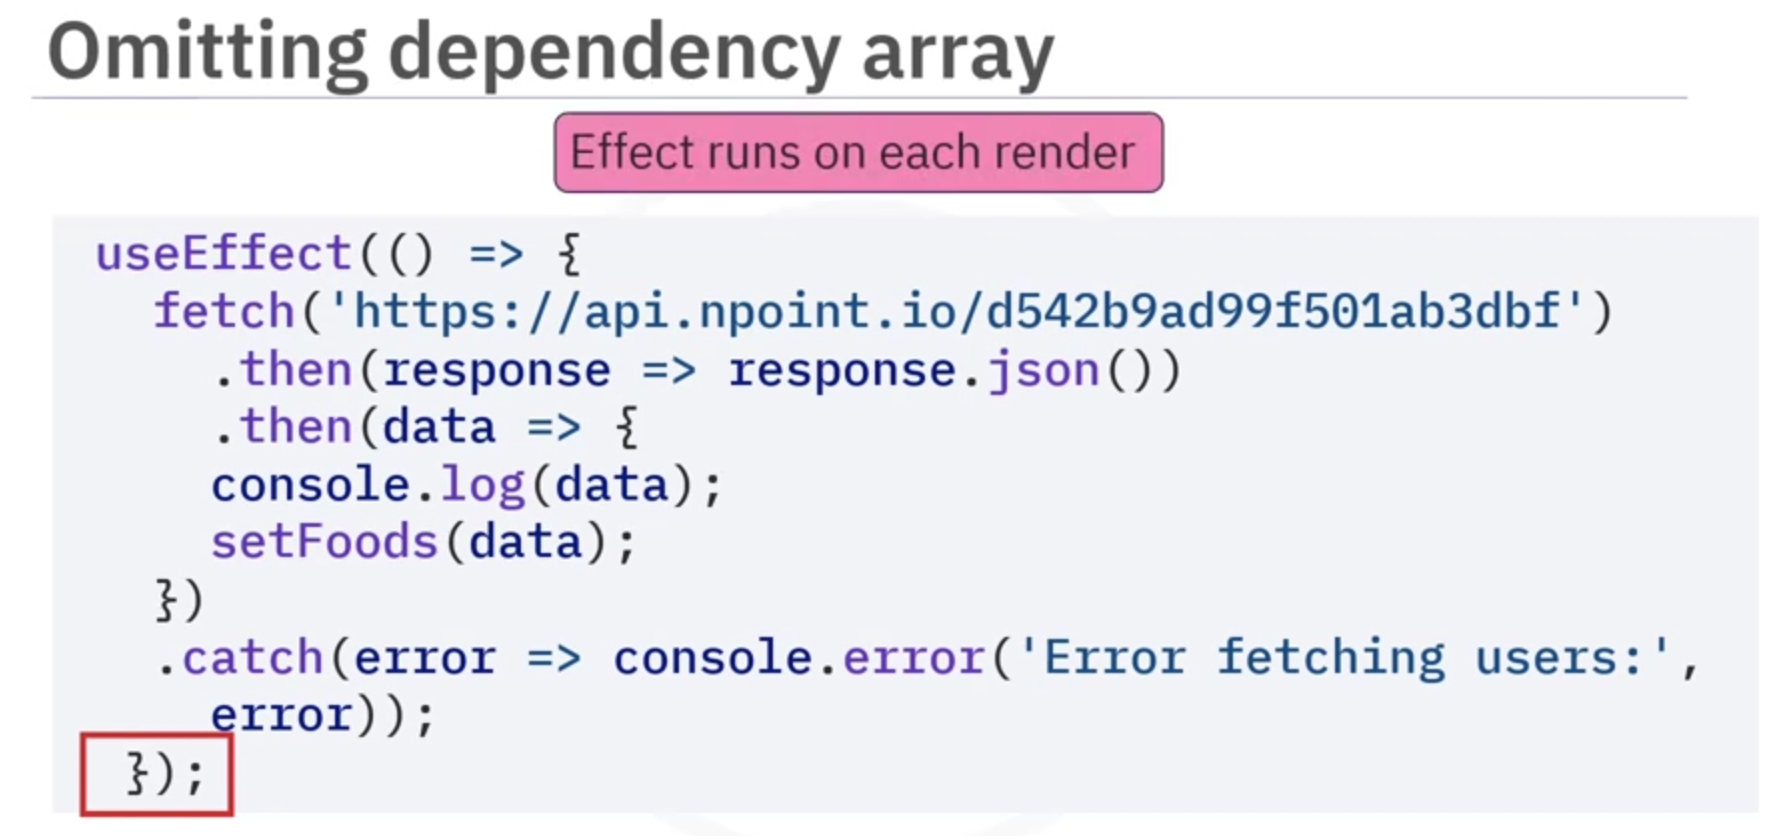 Omitting dependency array
Effect runs on each render
useEffect(() => {
fetch('https://api.npoint.io/d542b9ad99f501ab3dbf')
.then(response => response.json())
.then(data => {
console.log(data);
setFoods(data);
})
.catch(error => console.error('Error fetching users:',
error));
});